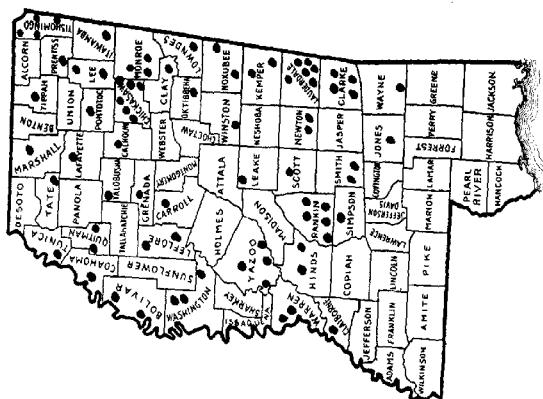 TISHOMINGO
ALCORN
PRENTISS
ITAWAMBA
TIPPAH
LEE
UNION
PONTOTOC
BENTON
MARSHALL
LAFAYETTE
MONROE
CHICKASAW
CALHOUN
LOWNDES
CLAY
OKTIBBEHA
WEBSTER
CHOCTAW
NOXUBEE
WINSTON
KEMPER
NESHOBA
LAUDERDALE
NEWTON
CLARKE
JASPER
WAYNE
JONES
GREENE
PERRY
FORREST
JACKSON
HARRISON
HANCOCK
PEARL
RIVER
DESOTO
TATE
PANOLA
YALOBUSHA
GRENADA
MONTGOMERY
CARROLL
ATTALA
LEAKE
SCOTT
SMITH
COVINGTON
JEFFERSON
DAVIS
LAMAR
MARION
TUNICA
QUITMAN
COAHOMA
TALLAHATCHIE
LEFLORE
SUNFLOWER
HOLMES
MADISON
RANKIN
SIMPSON
LAWRENCE
BOLIVAR
WASHINGTON
YAZOO
SHARKEY
HINDS
COPIAH
LINCOLN
PIKE
WARREN
CLAIBORNE
JEFFERSON
FRANKLIN
AMITE
ADAMS
WILKINSON